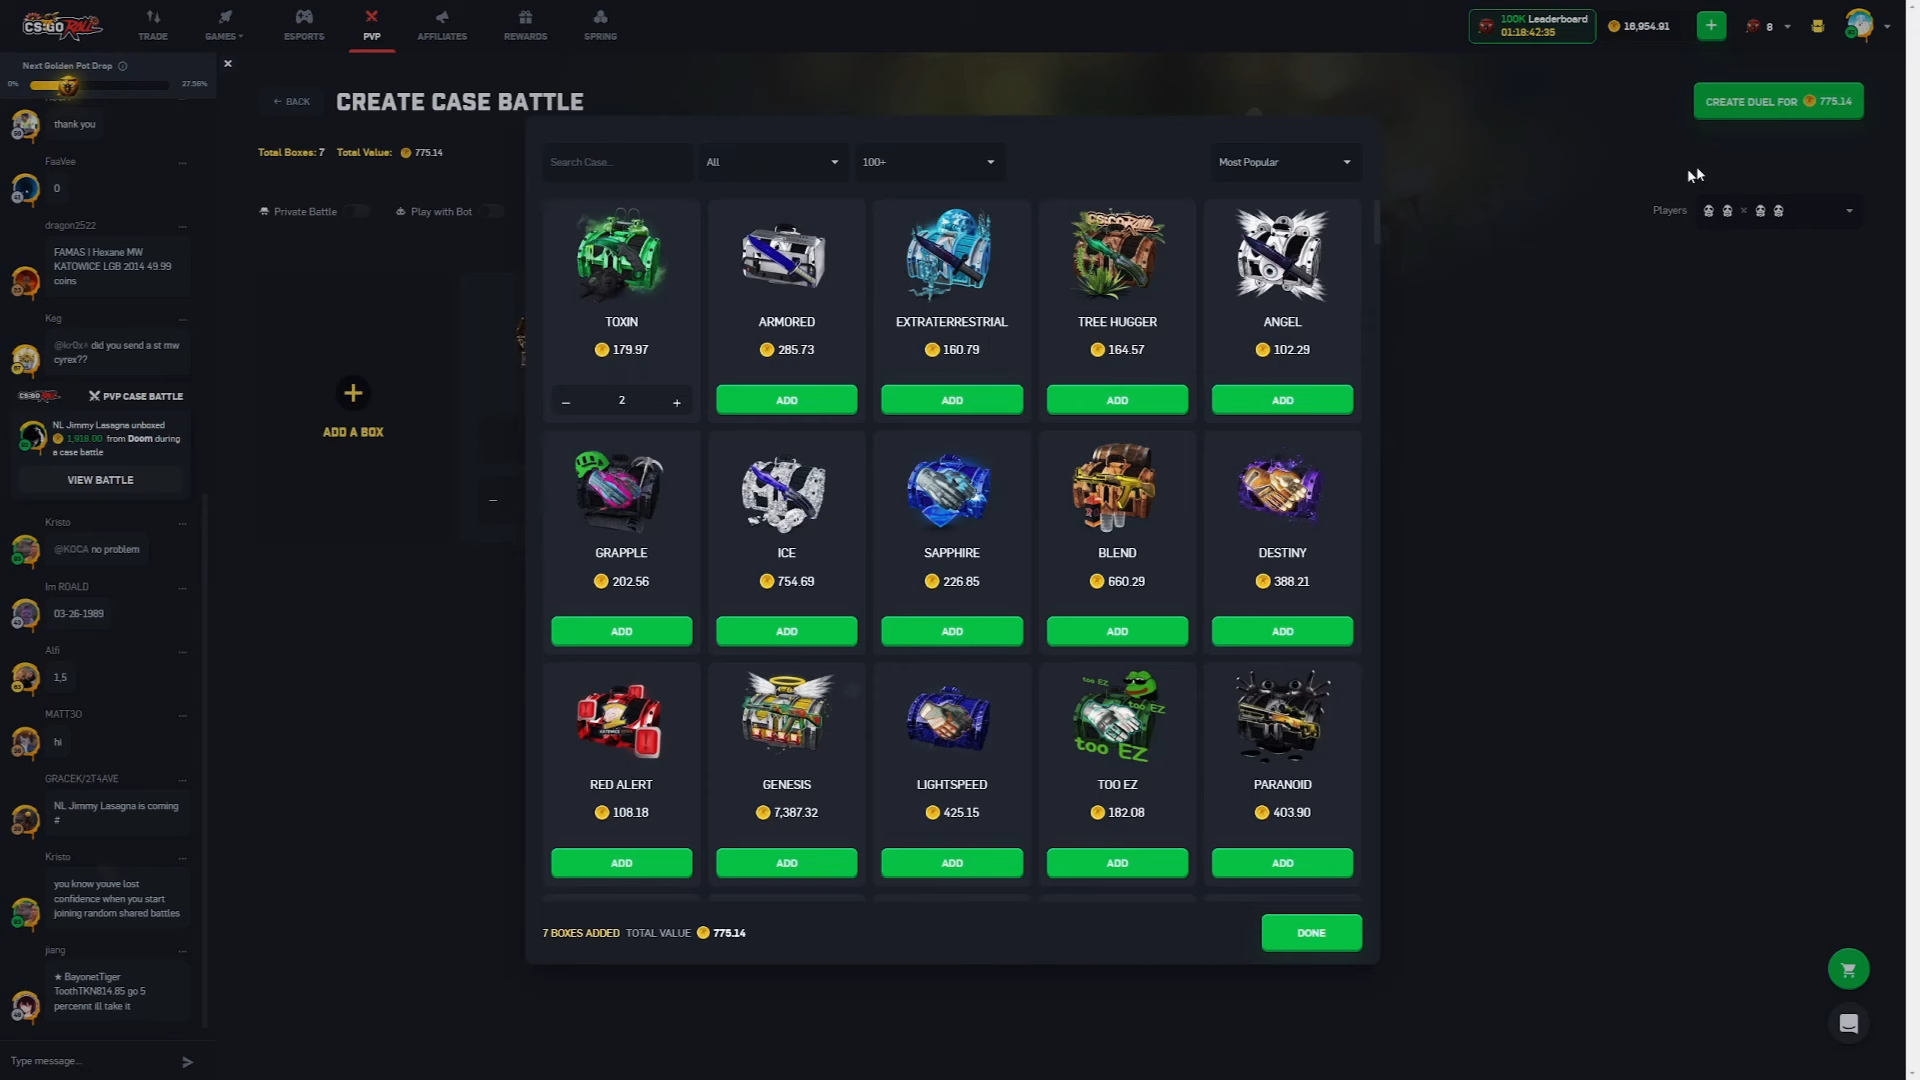 CS:GO ROLL
TRADE
GAMES
ESPORTS
PVP
AFFILIATES
REWARDS
SPRING
100K Leaderboard
01:18:42:35
18,954.91
+
8
Next Golden Pot Drop
0%
27.56%
thank you
FaaVee
0
dragon2522
FAMAS | Hexane MW
KATOWICE LGB 2014 49.99
coins
Keg
@kr0x^ did you send a st mw
cyrex??
PVP CASE BATTLE
NL Jimmy Lasagna unboxed
1,918.00 from Doom during
a case battle
VIEW BATTLE
Kristo
@KOCA no problem
Im ROALD
03-26-1989
Alfi
1,5
MATT3O
hi
GRACEK/2T4AVE
NL Jimmy Lasagna is coming
#
Kristo
you know youve lost
confidence when you start
joining random shared battles
jiang
★ BayonetTiger
ToothTKN814.85 go 5
percennt ill take it
Type message...
← BACK
CREATE CASE BATTLE
CREATE DUEL FOR 775.14
Total Boxes: 7 Total Value: 775.14
Private Battle
Play with Bot
Players
+
ADD A BOX
Search Case...
All
100+
Most Popular
TOXIN
179.97
– 2 +
ARMORED
285.73
ADD
EXTRATERRESTRIAL
160.79
ADD
TREE HUGGER
164.57
ADD
ANGEL
102.29
ADD
GRAPPLE
202.56
ADD
ICE
754.69
ADD
SAPPHIRE
226.85
ADD
BLEND
660.29
ADD
DESTINY
388.21
ADD
RED ALERT
108.18
ADD
GENESIS
7,387.32
ADD
LIGHTSPEED
425.15
ADD
too EZ
too EZ
too EZ
TOO EZ
182.08
ADD
PARANOID
403.90
ADD
7 BOXES ADDED TOTAL VALUE 775.14
DONE